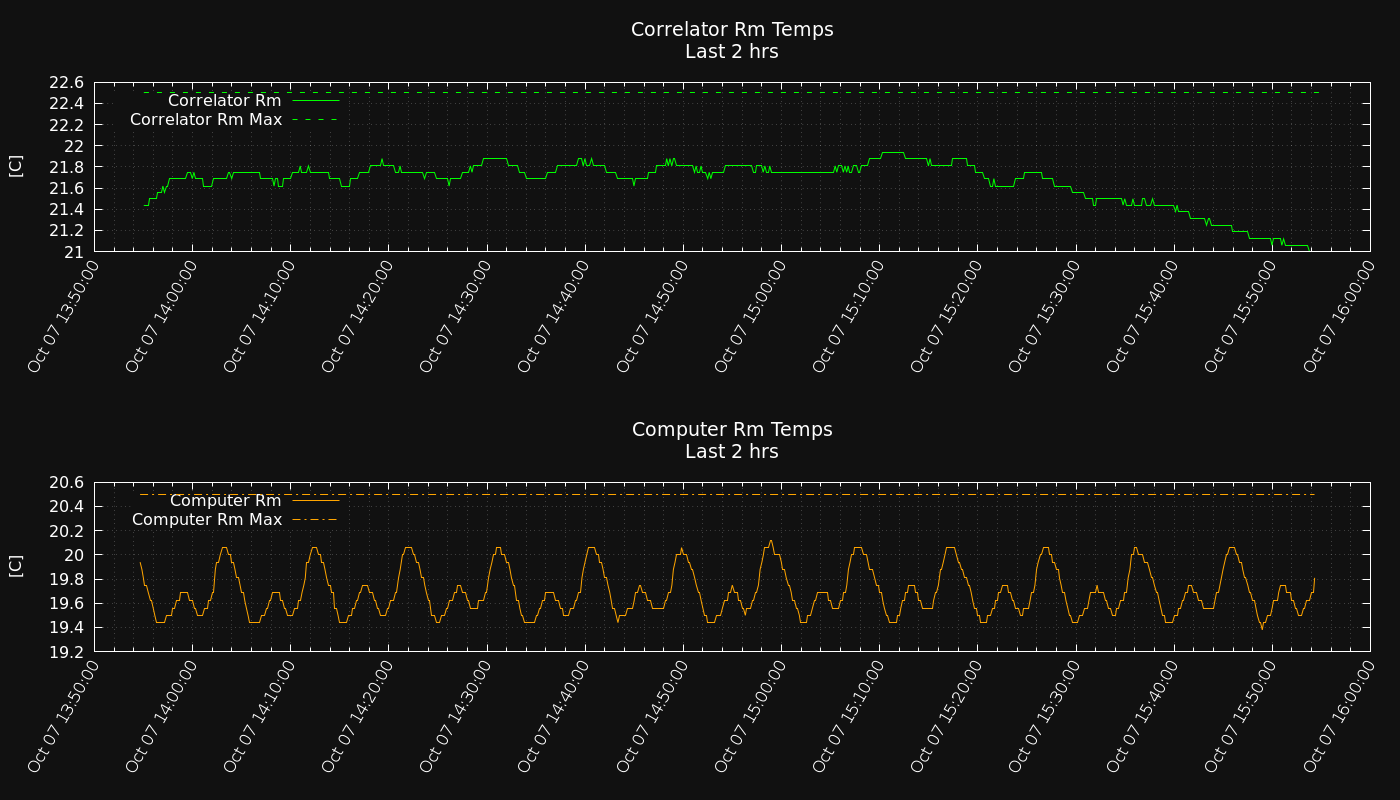 Correlator Rm Temps
Last 2 hrs
22.6
22.4
22.2
22
21.8
21.6
21.4
21.2
21
[C]
Correlator Rm
Correlator Rm Max
Oct 07 13:50:00
Oct 07 14:00:00
Oct 07 14:10:00
Oct 07 14:20:00
Oct 07 14:30:00
Oct 07 14:40:00
Oct 07 14:50:00
Oct 07 15:00:00
Oct 07 15:10:00
Oct 07 15:20:00
Oct 07 15:30:00
Oct 07 15:40:00
Oct 07 15:50:00
Oct 07 16:00:00
Computer Rm Temps
Last 2 hrs
20.6
20.4
20.2
20
19.8
19.6
19.4
19.2
[C]
Computer Rm
Computer Rm Max
Oct 07 13:50:00
Oct 07 14:00:00
Oct 07 14:10:00
Oct 07 14:20:00
Oct 07 14:30:00
Oct 07 14:40:00
Oct 07 14:50:00
Oct 07 15:00:00
Oct 07 15:10:00
Oct 07 15:20:00
Oct 07 15:30:00
Oct 07 15:40:00
Oct 07 15:50:00
Oct 07 16:00:00